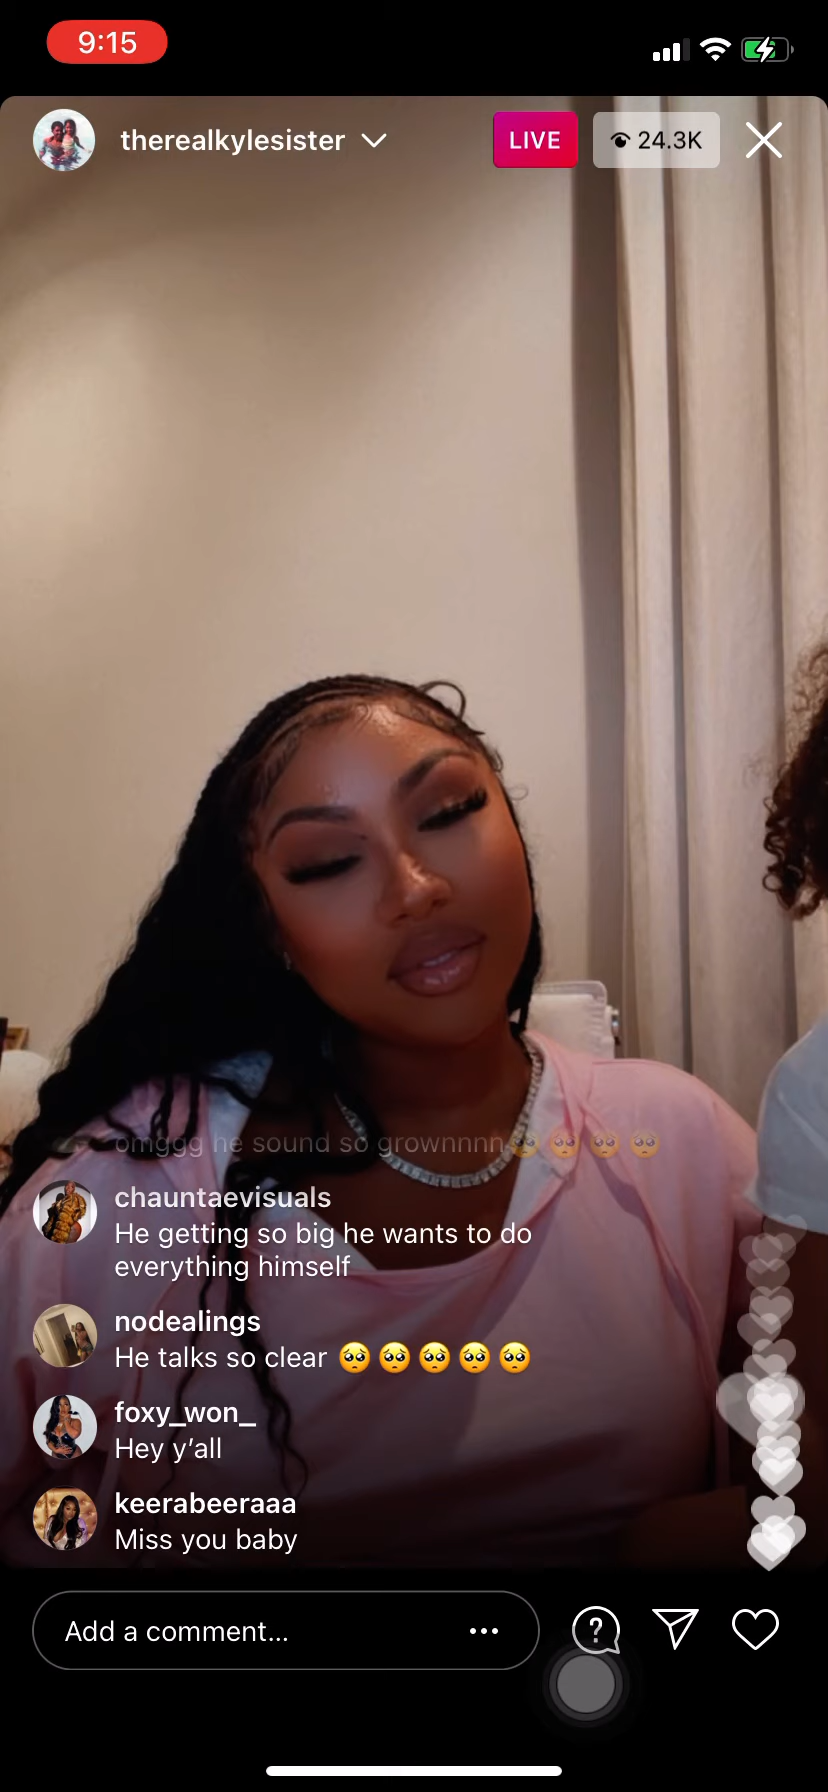 9:15
therealkylesister
LIVE
24.3K
omggg he sound so grownnnn🥺🥺🥺🥺
chauntaevisuals
He getting so big he wants to do
everything himself
nodealings
He talks so clear 🥺🥺🥺🥺🥺
foxy_won_
Hey y’all
keerabeeraaa
Miss you baby
Add a comment...